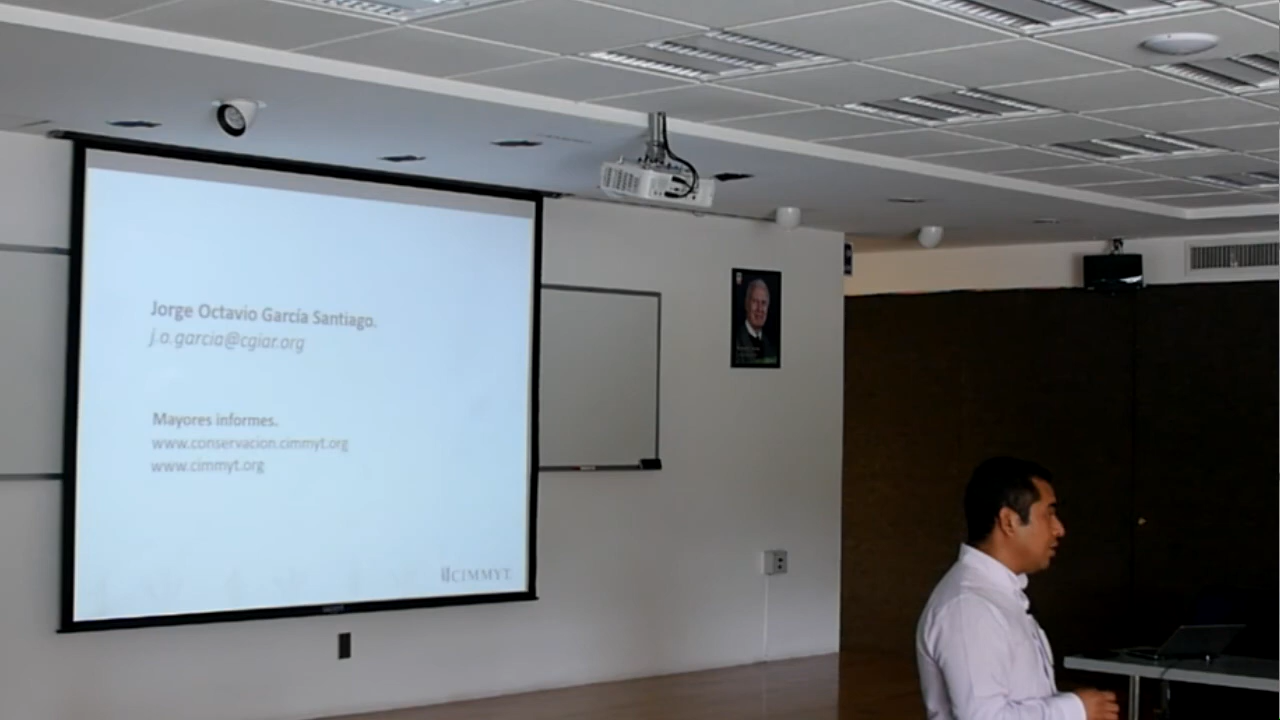 Jorge Octavio García Santiago.
j.o.garcia@cgiar.org
Mayores informes.
www.conservacion.cimmyt.org
www.cimmyt.org
CIMMYT